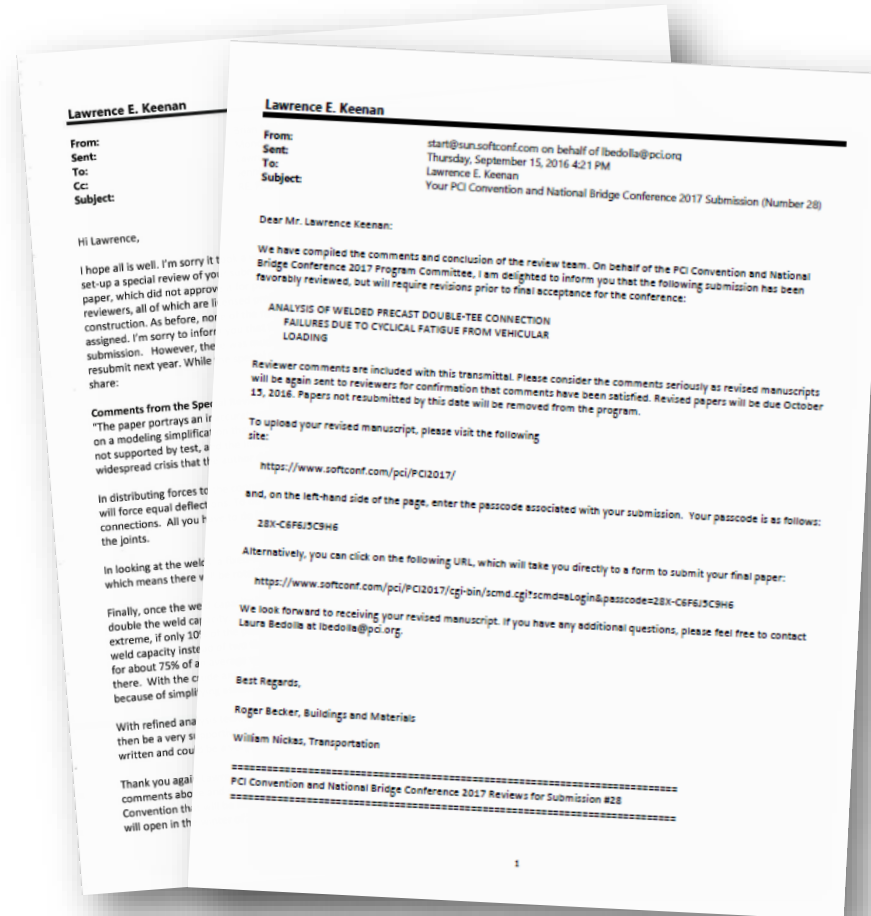 Lawrence E. Keenan
From:
Sent:
To:
Cc:
Subject:
Hi Lawrence,
I hope all is well. I'm sorry it t
set-up a special review of you
paper, which did not approv
reviewers, all of which are li
construction. As before, nor
assigned. I'm sorry to inforr
submission. However, the
resubmit next year. While
share:
Comments from the Spec
"The paper portrays an ir
on a modeling simplificat
not supported by test, a
widespread crisis that th
In distributing forces to
will force equal deflect
connections. All you h
the joints.
In looking at the weld
which means there w
Finally, once the we
double the weld cap
extreme, if only 10%
weld capacity inste
for about 75% of a
there. With the c
because of simpli
With refined ana
then be a very s
written and cou
Thank you agai
comments abo
Convention th
will open in th
Lawrence E. Keenan
From: start@sun.softconf.com on behalf of lbedolla@pci.org
Sent: Thursday, September 15, 2016 4:21 PM
To: Lawrence E. Keenan
Subject: Your PCI Convention and National Bridge Conference 2017 Submission (Number 28)
Dear Mr. Lawrence Keenan:
We have compiled the comments and conclusion of the review team. On behalf of the PCI Convention and National
Bridge Conference 2017 Program Committee, I am delighted to inform you that the following submission has been
favorably reviewed, but will require revisions prior to final acceptance for the conference:
ANALYSIS OF WELDED PRECAST DOUBLE-TEE CONNECTION
FAILURES DUE TO CYCLICAL FATIGUE FROM VEHICULAR
LOADING
Reviewer comments are included with this transmittal. Please consider the comments seriously as revised manuscripts
will be again sent to reviewers for confirmation that comments have been satisfied. Revised papers will be due October
15, 2016. Papers not resubmitted by this date will be removed from the program.
To upload your revised manuscript, please visit the following
site:
https://www.softconf.com/pci/PCI2017/
and, on the left-hand side of the page, enter the passcode associated with your submission. Your passcode is as follows:
28X-C6F6J5C9H6
Alternatively, you can click on the following URL, which will take you directly to a form to submit your final paper:
https://www.softconf.com/pci/PCI2017/cgi-bin/scmd.cgi?scmd=aLogin&passcode=28X-C6F6J5C9H6
We look forward to receiving your revised manuscript. If you have any additional questions, please feel free to contact
Laura Bedolla at lbedolla@pci.org.
Best Regards,
Roger Becker, Buildings and Materials
William Nickas, Transportation
PCI Convention and National Bridge Conference 2017 Reviews for Submission #28
1